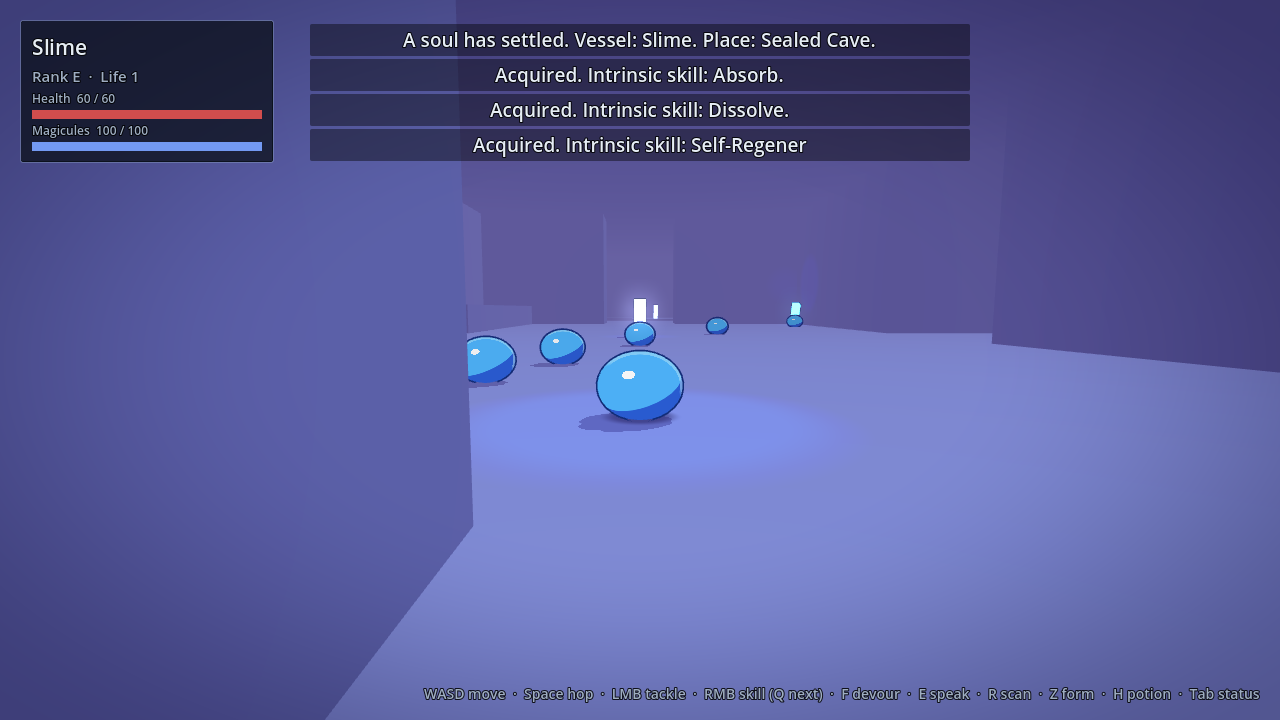 Slime
Rank E · Life 1
Health 60 / 60
Magicules 100 / 100
A soul has settled. Vessel: Slime. Place: Sealed Cave.
Acquired. Intrinsic skill: Absorb.
Acquired. Intrinsic skill: Dissolve.
Acquired. Intrinsic skill: Self-Regener
WASD move · Space hop · LMB tackle · RMB skill (Q next) · F devour · E speak · R scan · Z form · H potion · Tab status